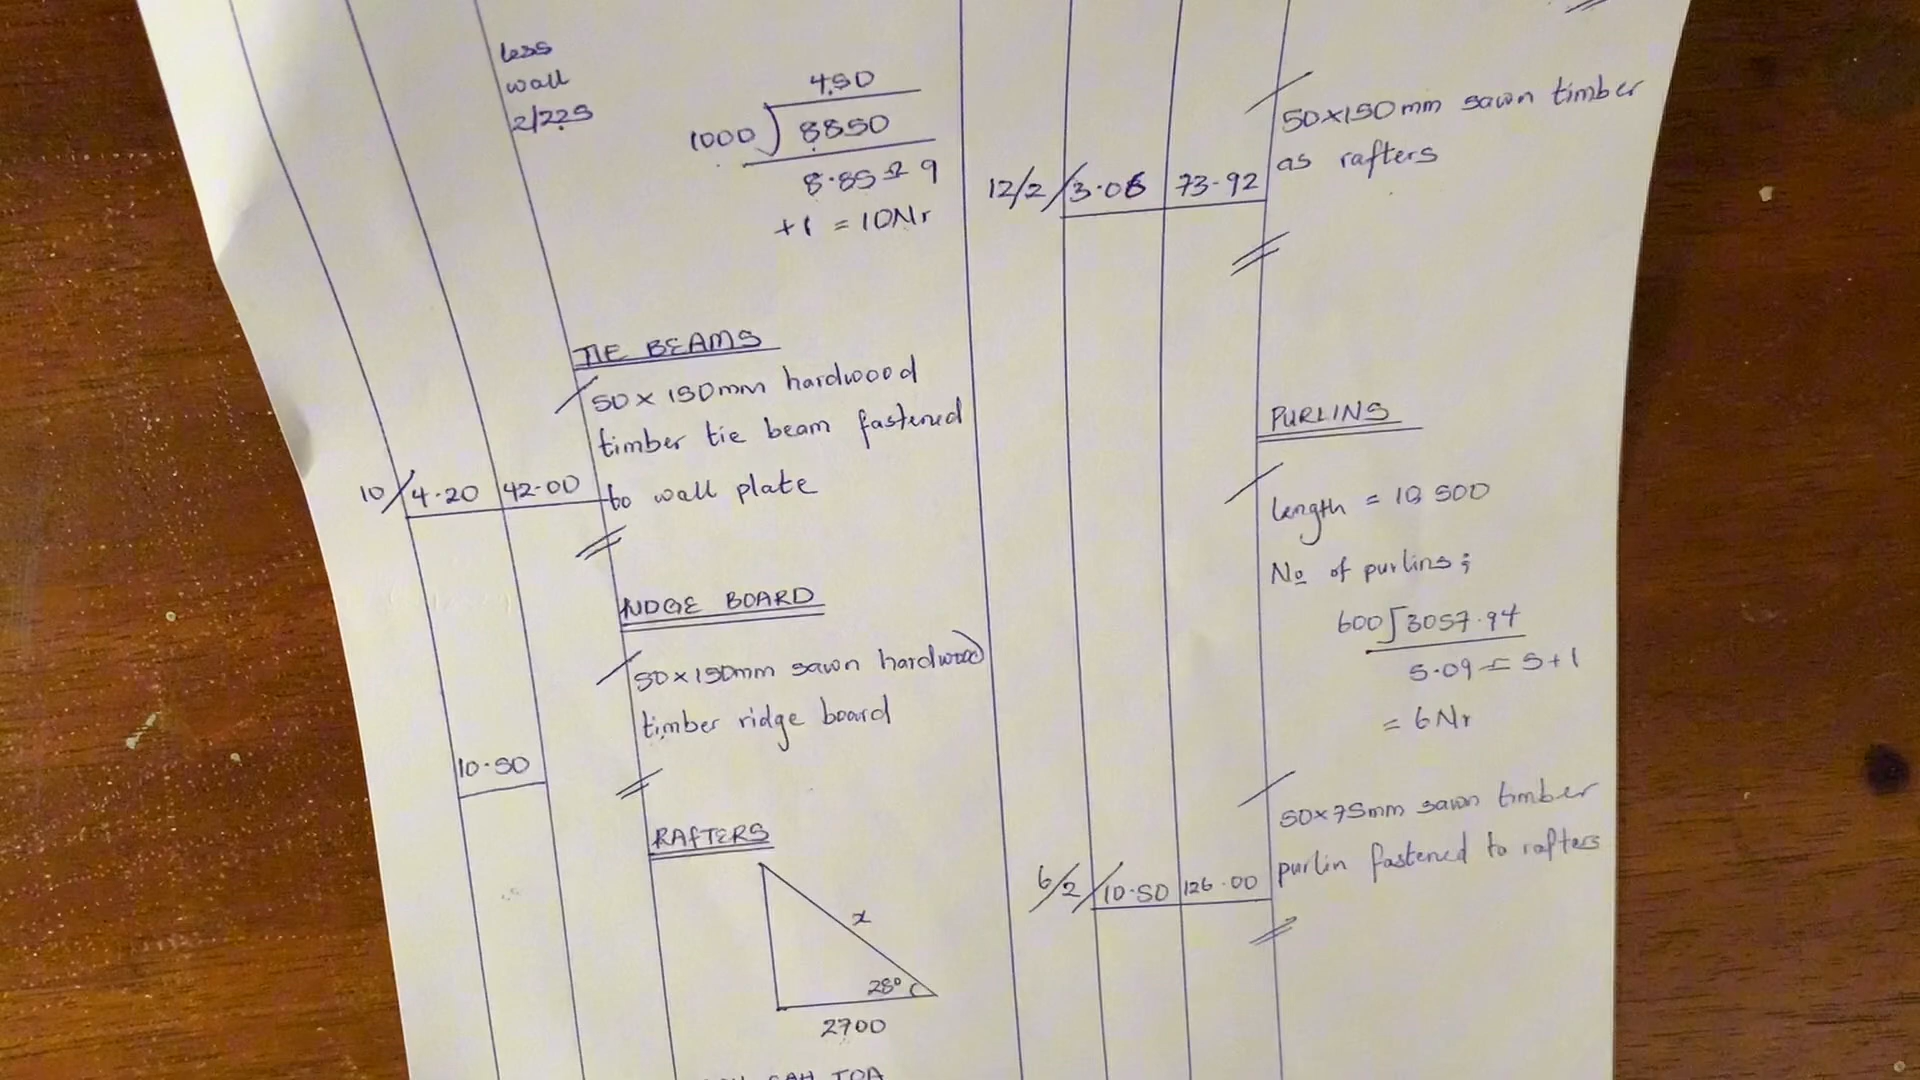 less
wall
2/225
450
1000 8850
8.85 ≏ 9
+1 = 10Nr
TIE BEAMS
50 x 150mm hardwood
timber tie beam fastened
10/ 4.20 42.00 to wall plate
RIDGE BOARD
50x150mm sawn hardwood
timber ridge board
10.50
RAFTERS
x
28°
2700
50x150mm sawn timber
as rafters
12/2/ 3.08 73.92
PURLINS
length = 10 500
No of purlins;
600 3057.94
5.09 ≏ 5+1
= 6Nr
50x75mm sawn timber
purlin fastened to rafters
6/2/ 10.50 126.00